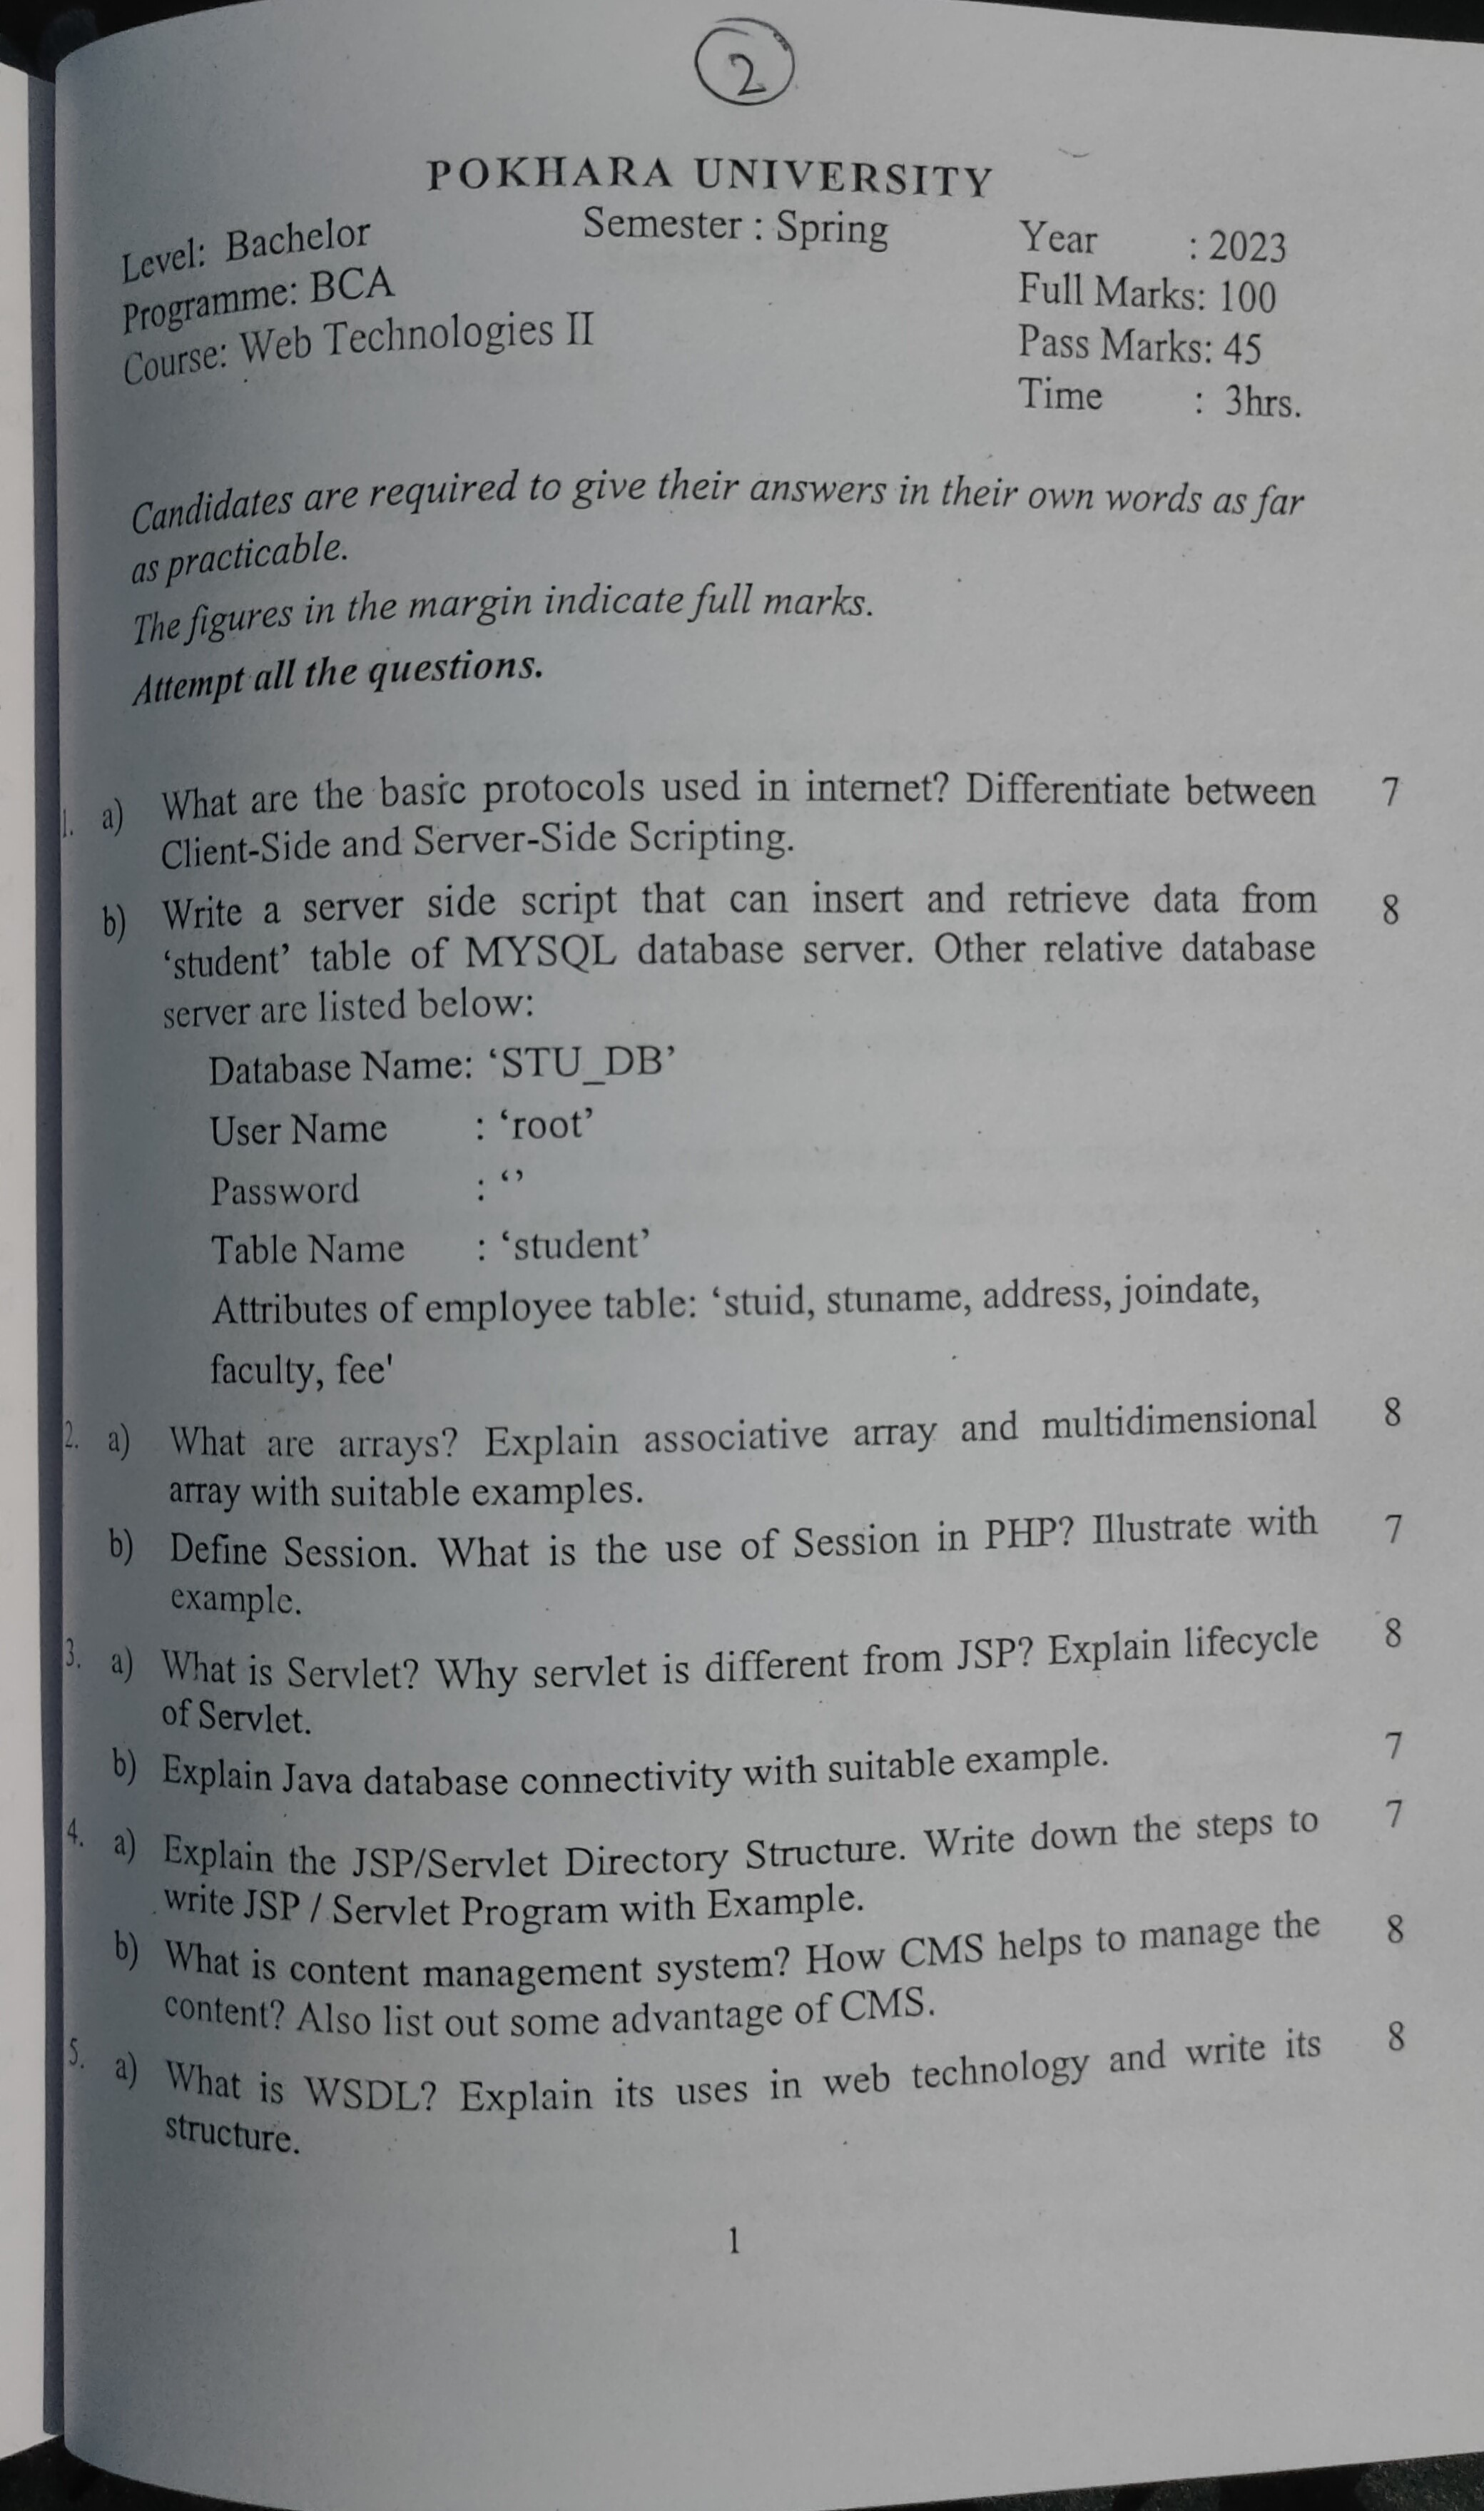 2
POKHARA UNIVERSITY
Level: Bachelor
Semester : Spring
Year : 2023
Programme: BCA
Full Marks: 100
Course: Web Technologies II
Pass Marks: 45
Time : 3hrs.
Candidates are required to give their answers in their own words as far
as practicable.
The figures in the margin indicate full marks.
Attempt all the questions.
1. a) What are the basic protocols used in internet? Differentiate between 7
Client-Side and Server-Side Scripting.
b) Write a server side script that can insert and retrieve data from 8
‘student’ table of MYSQL database server. Other relative database
server are listed below:
Database Name: ‘STU_DB’
User Name : ‘root’
Password : ‘’
Table Name : ‘student’
Attributes of employee table: ‘stuid, stuname, address, joindate,
faculty, fee'
2. a) What are arrays? Explain associative array and multidimensional 8
array with suitable examples.
b) Define Session. What is the use of Session in PHP? Illustrate with 7
example.
3. a) What is Servlet? Why servlet is different from JSP? Explain lifecycle 8
of Servlet.
b) Explain Java database connectivity with suitable example. 7
4. a) Explain the JSP/Servlet Directory Structure. Write down the steps to 7
write JSP / Servlet Program with Example.
b) What is content management system? How CMS helps to manage the 8
content? Also list out some advantage of CMS.
5. a) What is WSDL? Explain its uses in web technology and write its 8
structure.
1